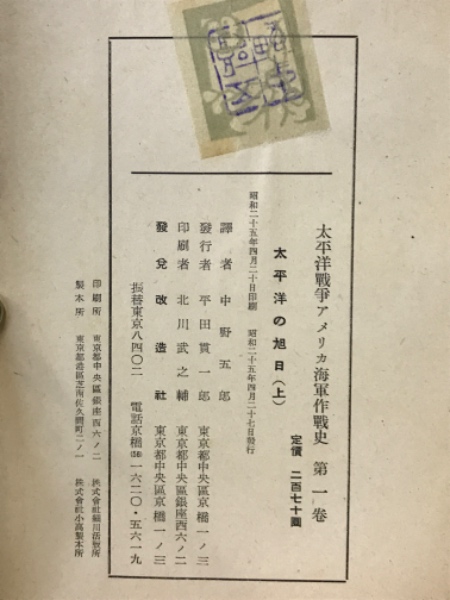 太平洋戰爭アメリカ海軍作戰史　第一卷
定價　二百七十圓
太平洋の旭日（上）
昭和二十五年四月二十日印刷　昭和二十五年四月二十七日發行
譯者　中野五郎
發行者　平田貫一郎　東京都中央區京橋一ノ三
印刷者　北川武之輔　東京都中央區銀座西六ノ二
發兌　改造社　東京都中央區京橋一ノ三
振替東京八四〇二　電話京橋(56)一六二〇・五六一九
印刷所　東京都中央區銀座西六ノ二　株式會社細川活版所
製本所　東京都港區芝南佐久間町二ノ一　株式會社小高製本所